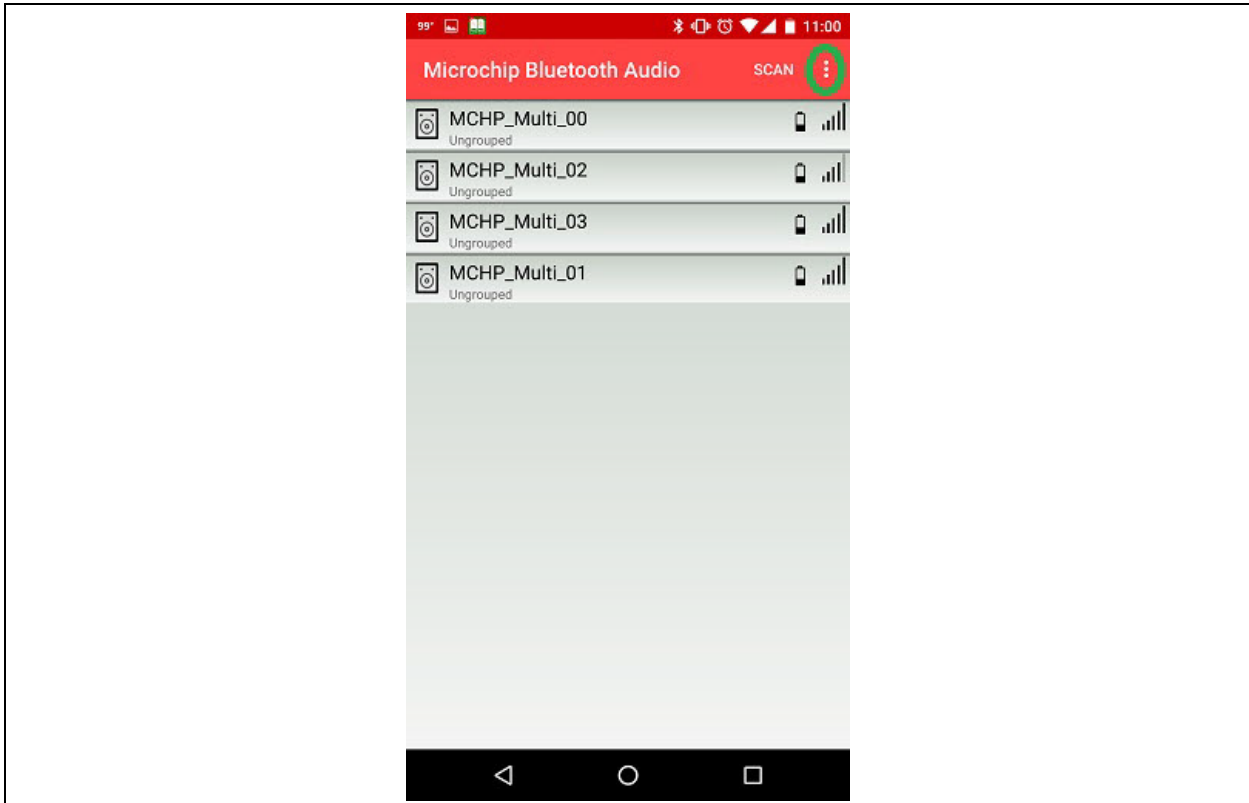 99° 11:00
Microchip Bluetooth Audio SCAN
MCHP_Multi_00
Ungrouped
MCHP_Multi_02
Ungrouped
MCHP_Multi_03
Ungrouped
MCHP_Multi_01
Ungrouped